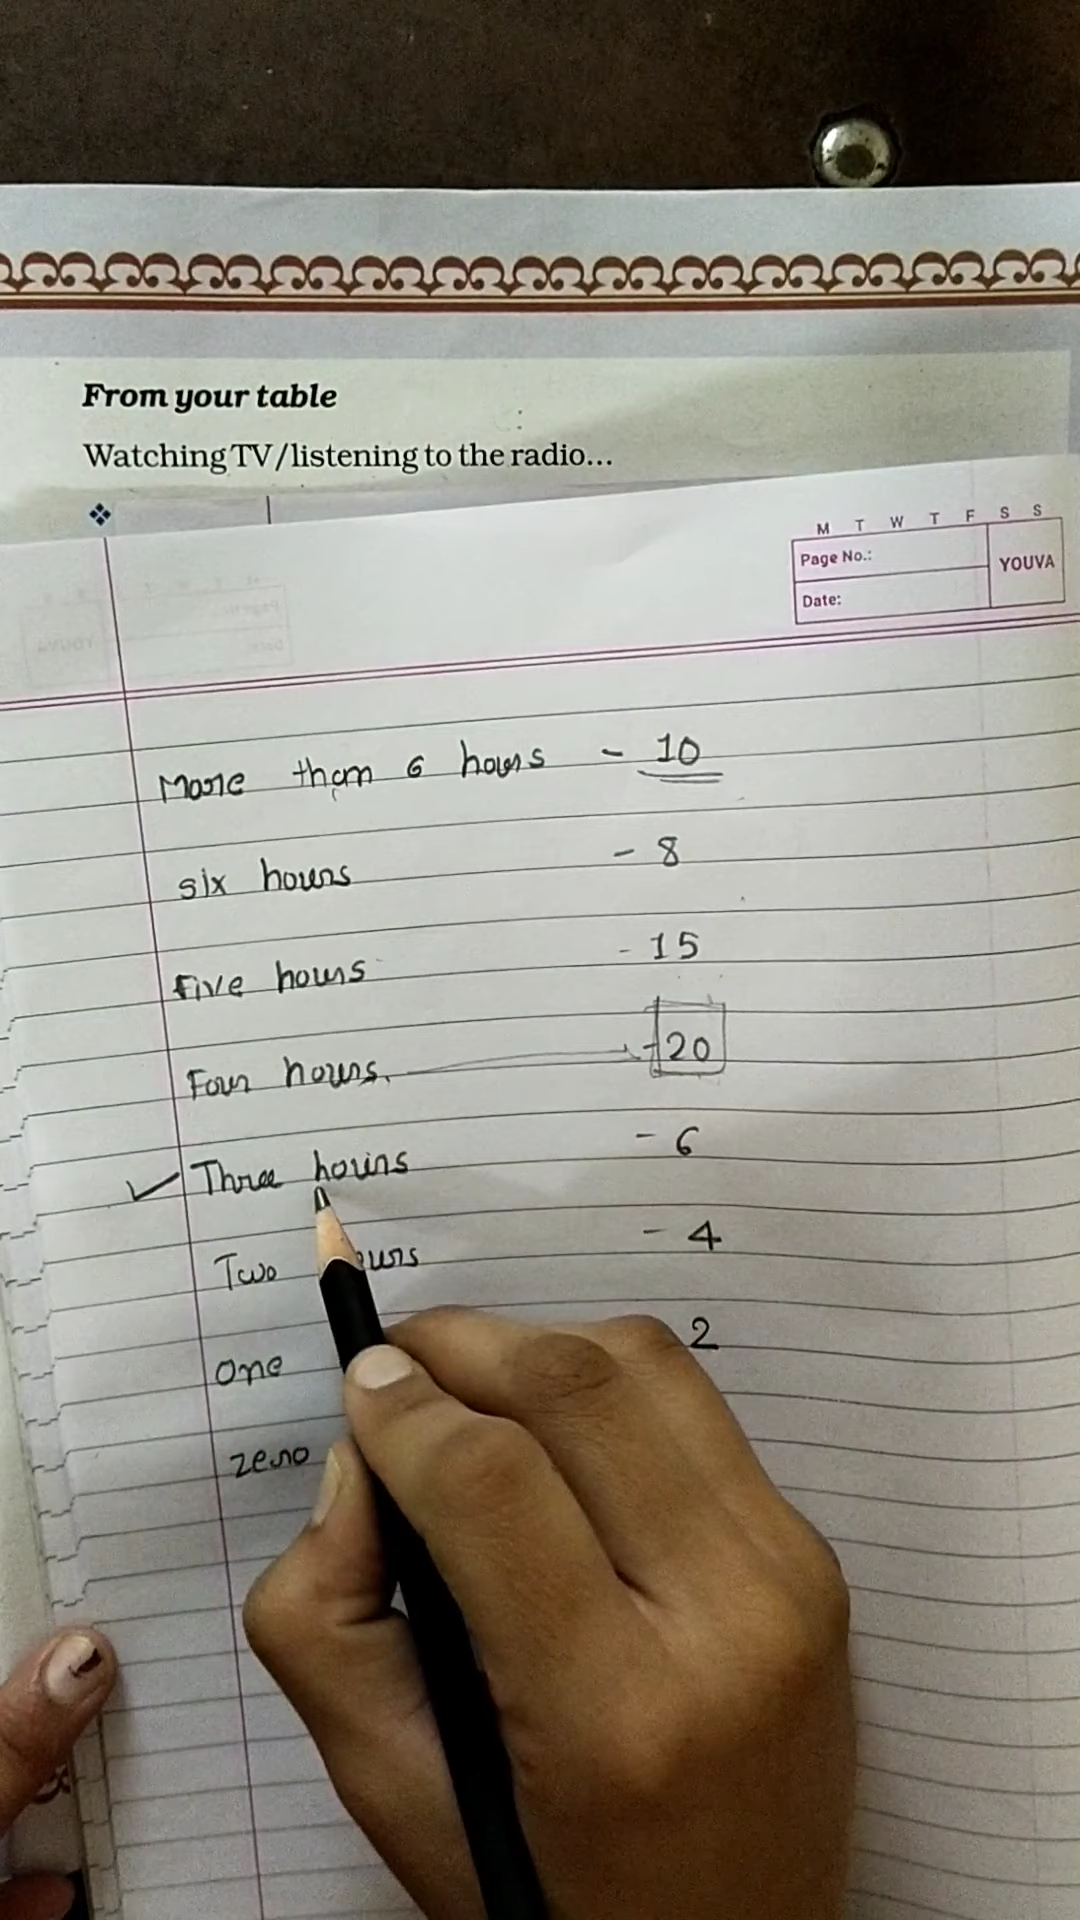 From your table
Watching TV/listening to the radio...
M T W T F S S
Page No.:
YOUVA
Date:
More than 6 hours - 10
six hours - 8
Five hours - 15
Four hours. - 20
Three hours - 6
Two ours - 4
one 2
zero